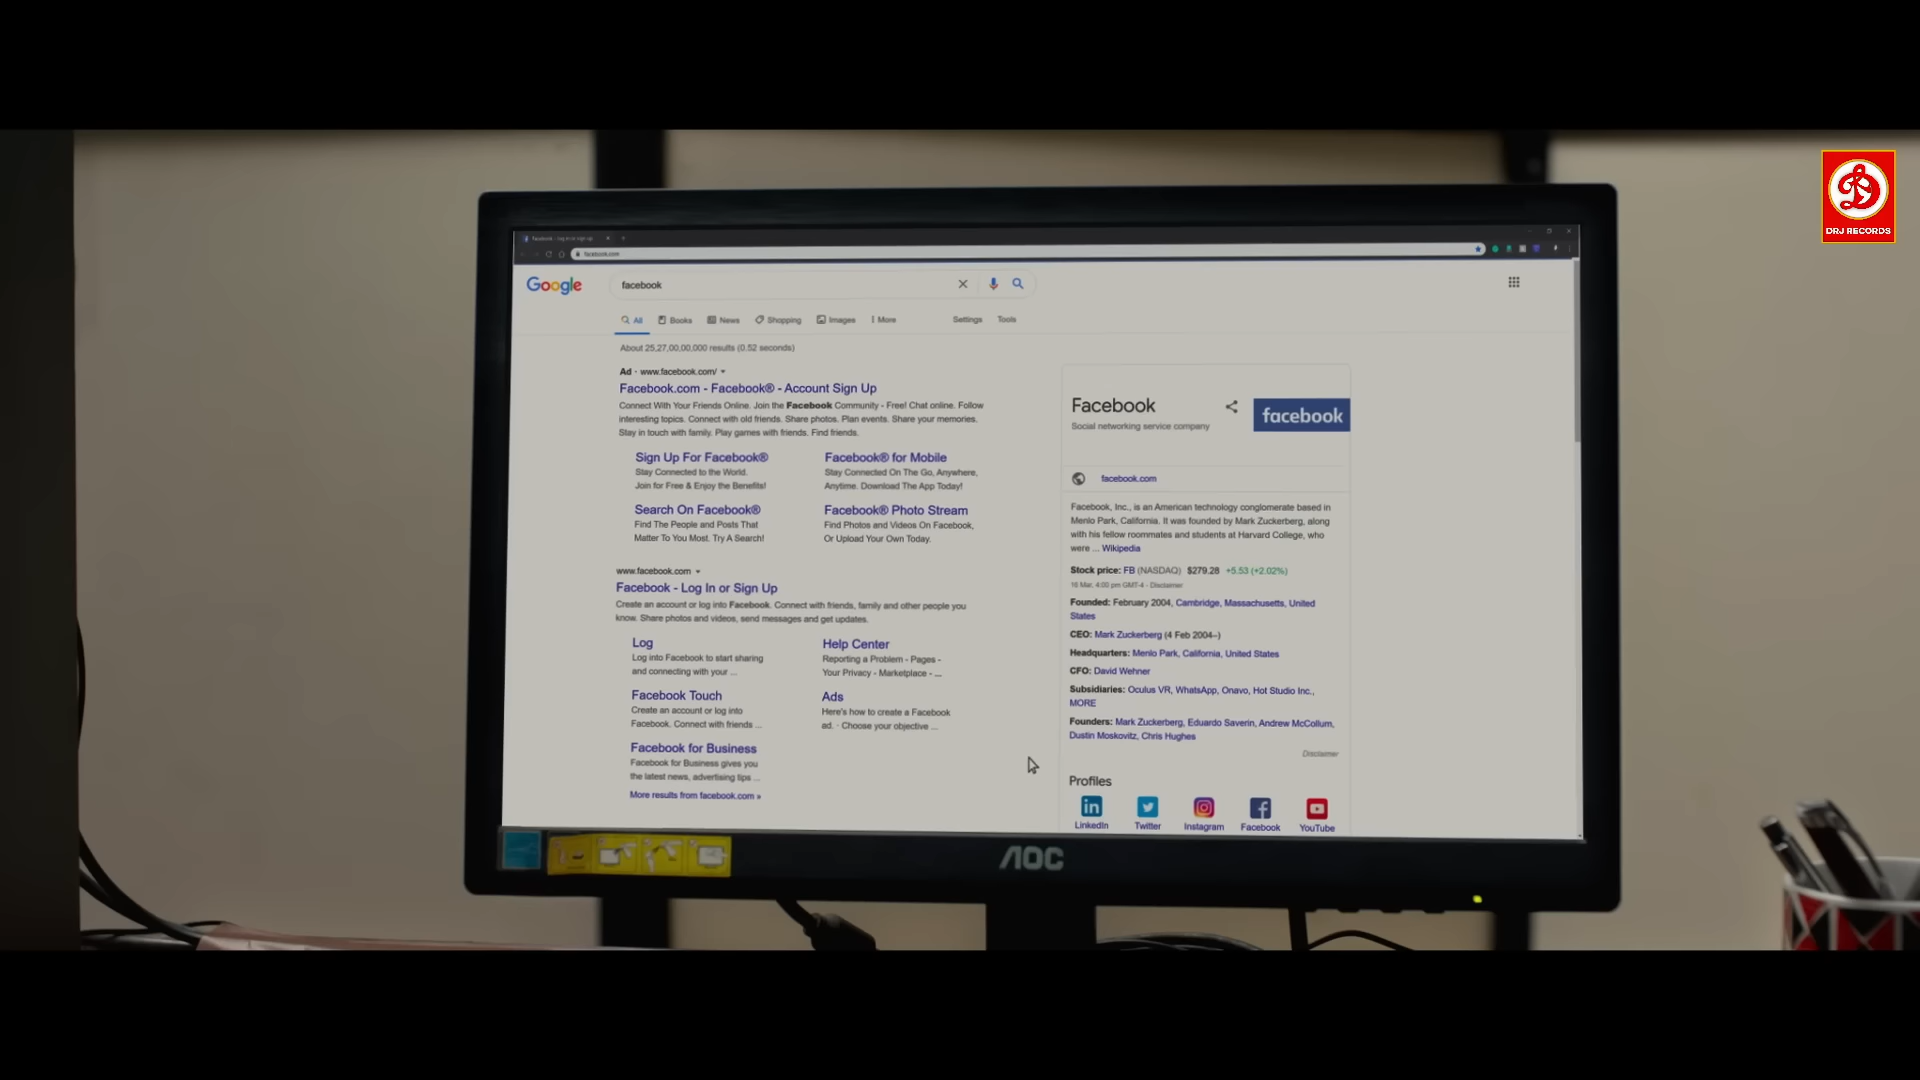 DRJ RECORDS
Facebook - Log In or Sign Up
facebook.com
Google
facebook
All
Books
News
Shopping
Images
More
Settings
Tools
About 25,27,00,00,000 results (0.52 seconds)
Ad · www.facebook.com/
Facebook.com - Facebook® - Account Sign Up
Connect With Your Friends Online. Join the Facebook Community - Free! Chat online. Follow
interesting topics. Connect with old friends. Share photos. Plan events. Share your memories.
Stay in touch with family. Play games with friends. Find friends.
Sign Up For Facebook®
Stay Connected to the World.
Join for Free & Enjoy the Benefits!
Facebook® for Mobile
Stay Connected On The Go, Anywhere,
Anytime. Download The App Today!
Search On Facebook®
Find The People and Posts That
Matter To You Most. Try A Search!
Facebook® Photo Stream
Find Photos and Videos On Facebook,
Or Upload Your Own Today.
www.facebook.com
Facebook - Log In or Sign Up
Create an account or log into Facebook. Connect with friends, family and other people you
know. Share photos and videos, send messages and get updates.
Log
Log into Facebook to start sharing
and connecting with your ...
Help Center
Reporting a Problem - Pages -
Your Privacy - Marketplace - ...
Facebook Touch
Create an account or log into
Facebook. Connect with friends ...
Ads
Here's how to create a Facebook
ad. · Choose your objective ...
Facebook for Business
Facebook for Business gives you
the latest news, advertising tips ...
More results from facebook.com »
Facebook
Social networking service company
facebook
facebook.com
Facebook, Inc., is an American technology conglomerate based in
Menlo Park, California. It was founded by Mark Zuckerberg, along
with his fellow roommates and students at Harvard College, who
were ... Wikipedia
Stock price: FB (NASDAQ) $279.28 +5.53 (+2.02%)
16 Mar, 4:00 pm GMT-4 - Disclaimer
Founded: February 2004, Cambridge, Massachusetts, United
States
CEO: Mark Zuckerberg (4 Feb 2004–)
Headquarters: Menlo Park, California, United States
CFO: David Wehner
Subsidiaries: Oculus VR, WhatsApp, Onavo, Hot Studio Inc.,
MORE
Founders: Mark Zuckerberg, Eduardo Saverin, Andrew McCollum,
Dustin Moskovitz, Chris Hughes
Disclaimer
Profiles
LinkedIn
Twitter
Instagram
Facebook
YouTube
AOC